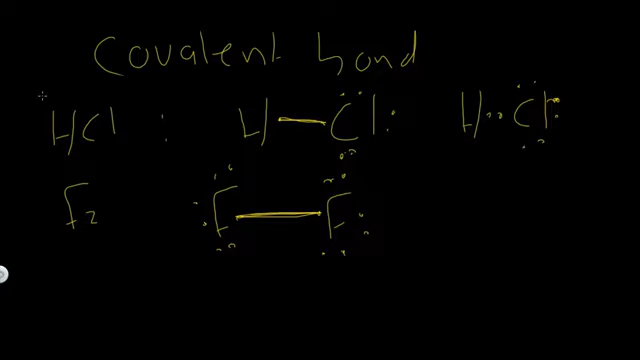 Covalent bond
HCl : H—Cl: H:Cl:
F2 F—F